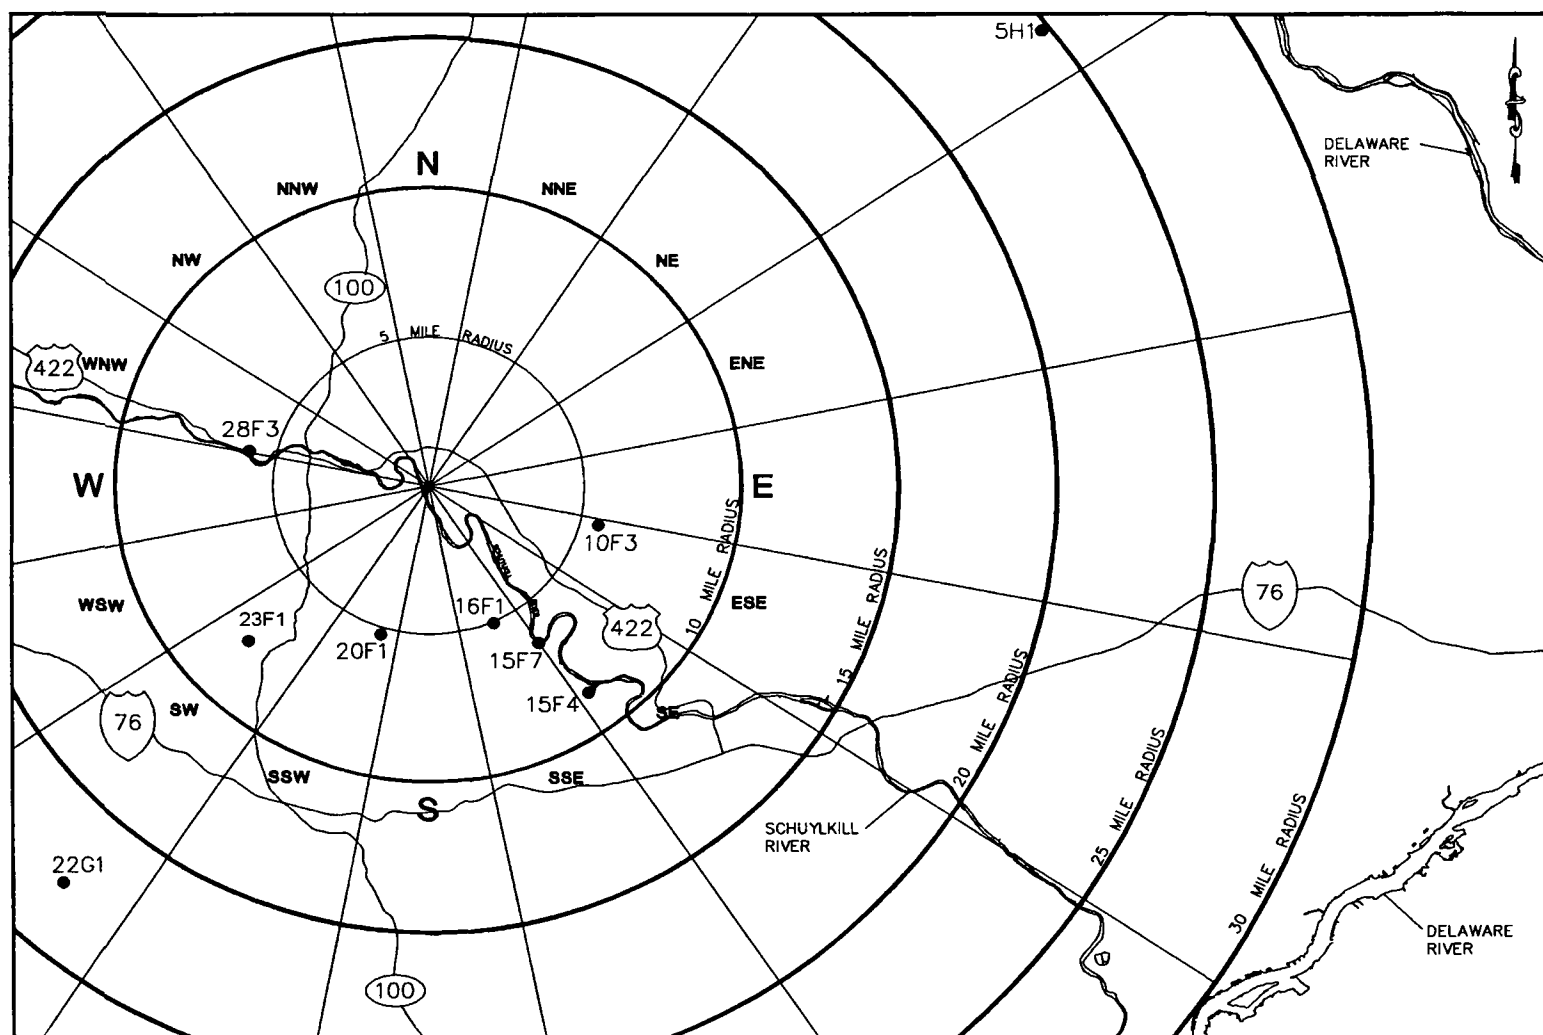 5H1
DELAWARE
RIVER
N
NNW
NNE
NW
NE
100
5 MILE RADIUS
422
WNW
ENE
28F3
W
E
10F3
10 MILE RADIUS
15 MILE RADIUS
20 MILE RADIUS
25 MILE RADIUS
30 MILE RADIUS
76
WSW
ESE
23F1
16F1
422
20F1
15F7
15F4
SW
SE
76
SSW
SSE
S
SCHUYLKILL
RIVER
22G1
DELAWARE
RIVER
100